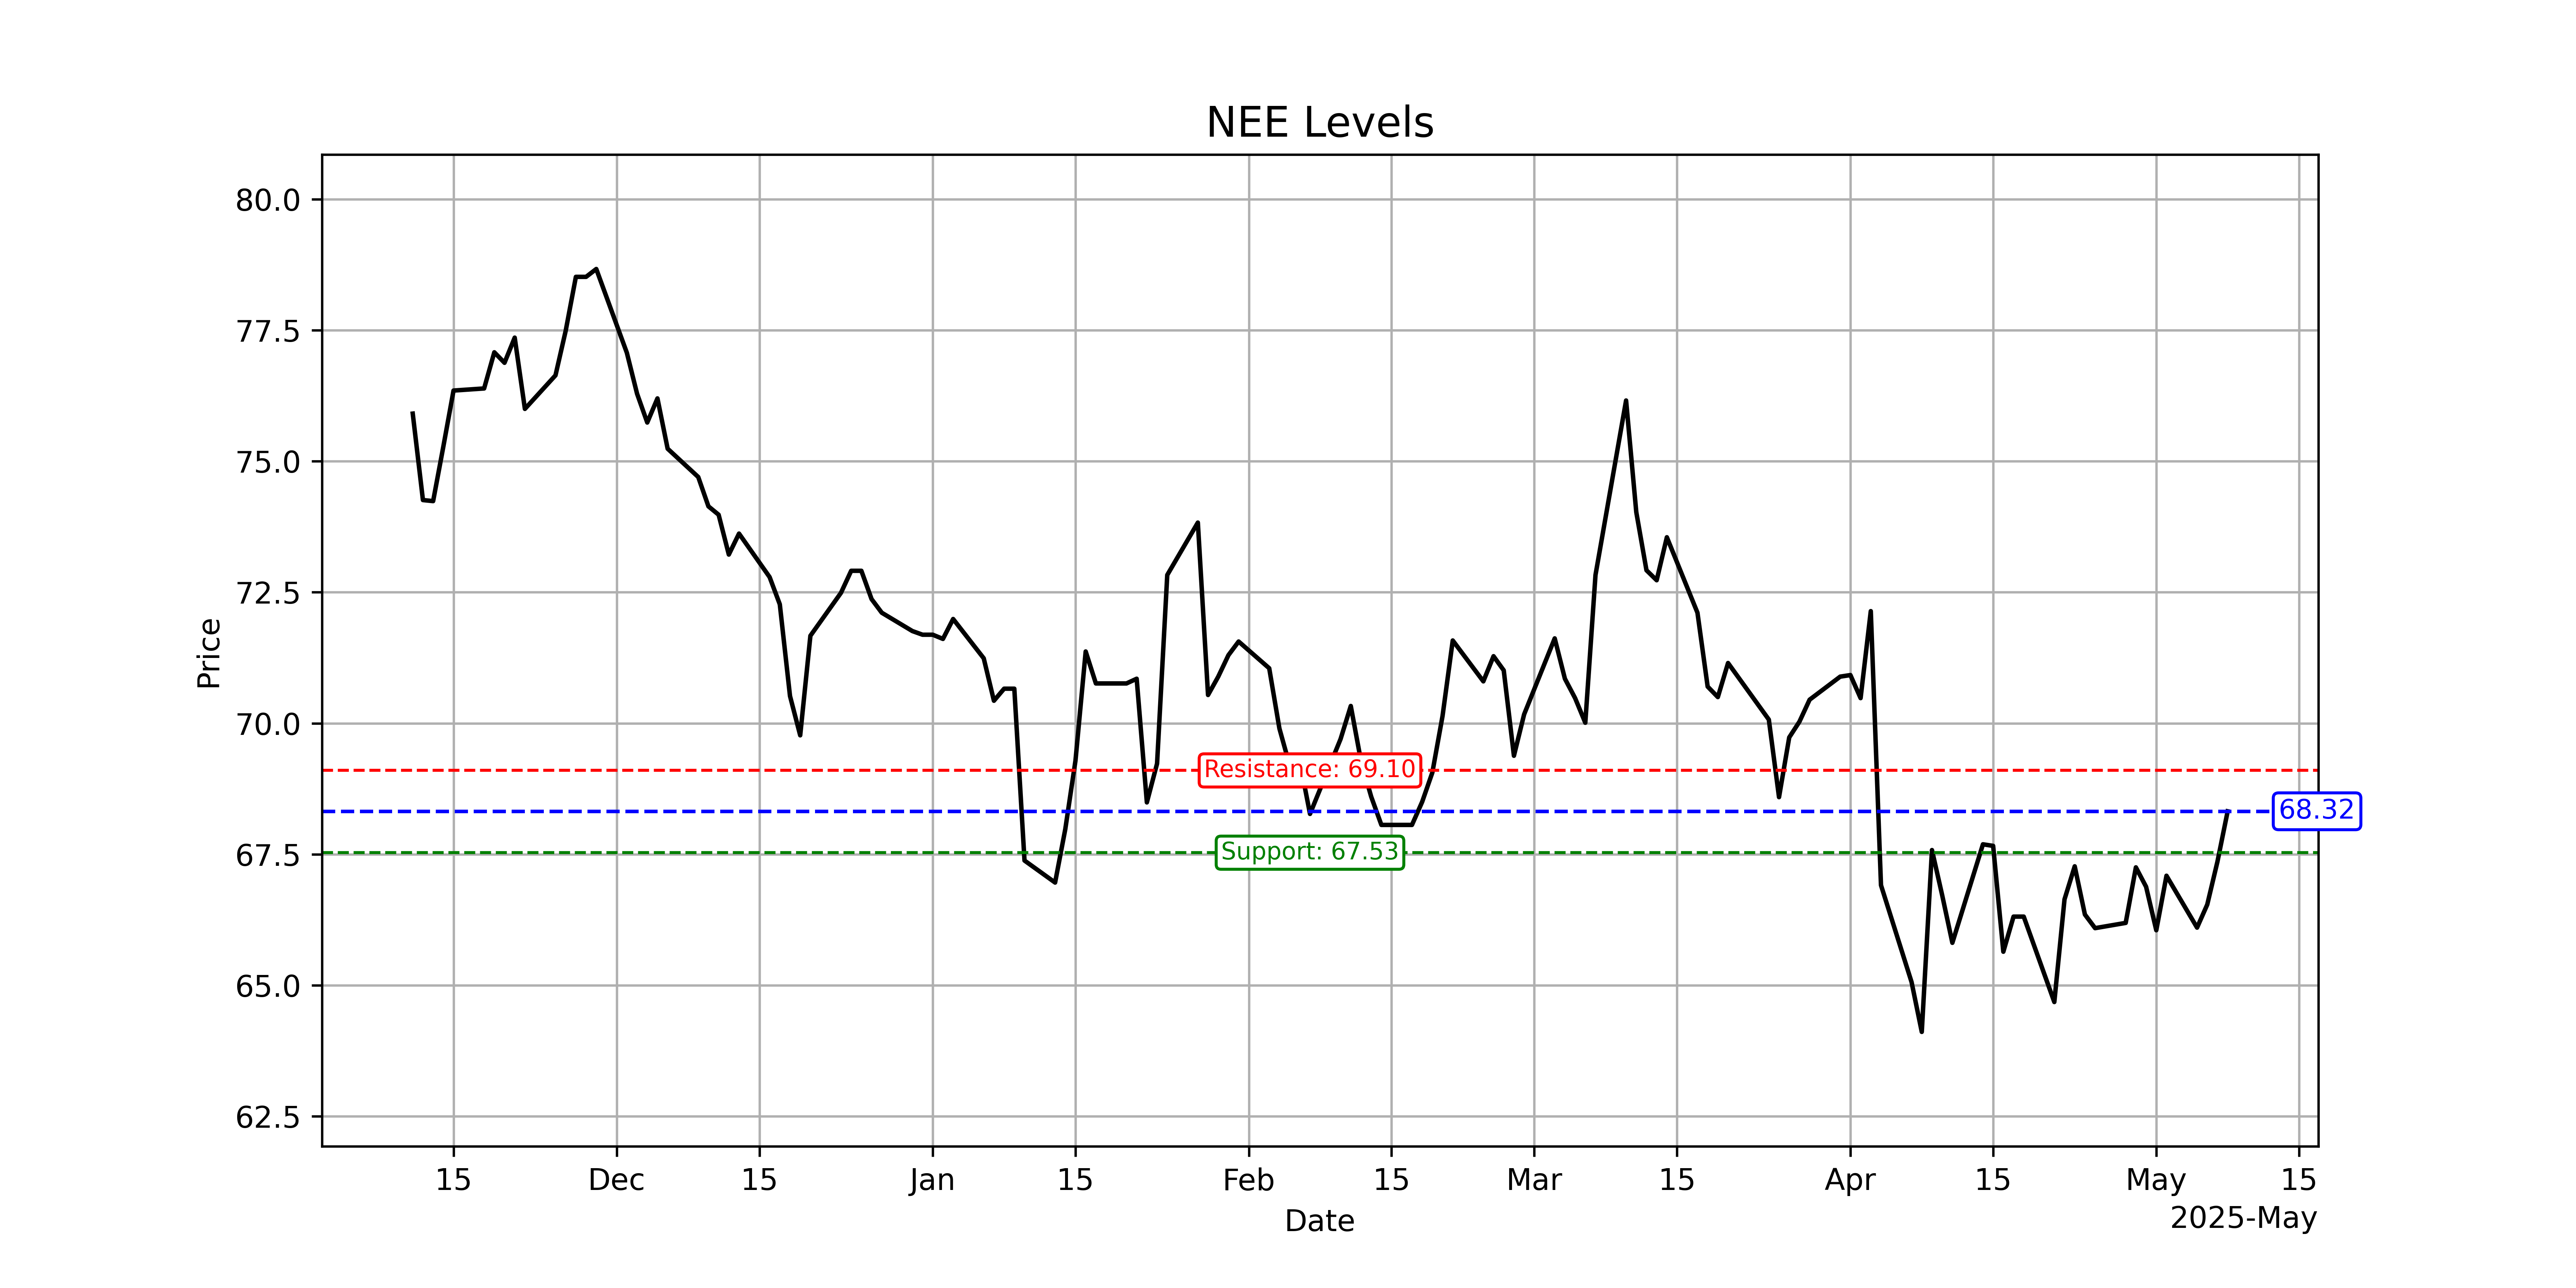 NEE Levels
80.0
77.5
75.0
72.5
70.0
67.5
65.0
62.5
Price
Resistance: 69.10
68.32
Support: 67.53
15 Dec 15 Jan 15 Feb 15 Mar 15 Apr 15 May 15
Date
2025-May